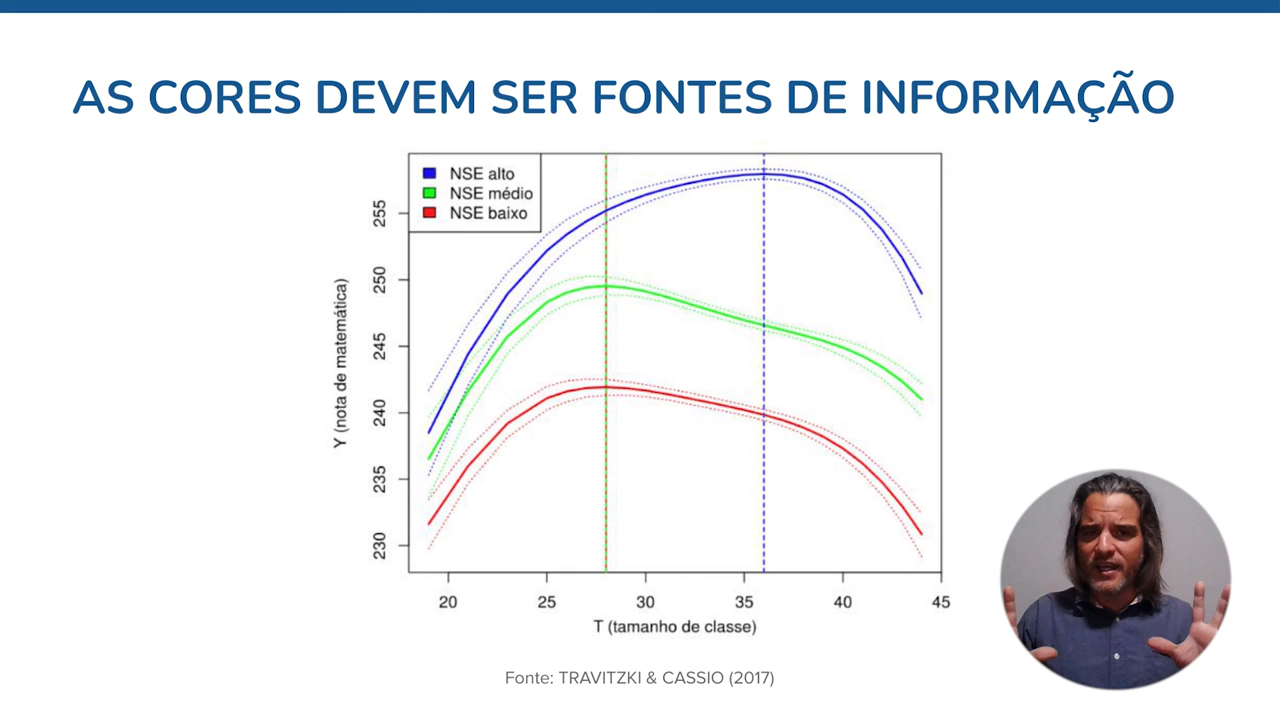 AS CORES DEVEM SER FONTES DE INFORMAÇÃO
NSE alto
NSE médio
NSE baixo
Y (nota de matemática)
255
250
245
240
235
230
20 25 30 35 40 45
T (tamanho de classe)
Fonte: TRAVITZKI & CASSIO (2017)